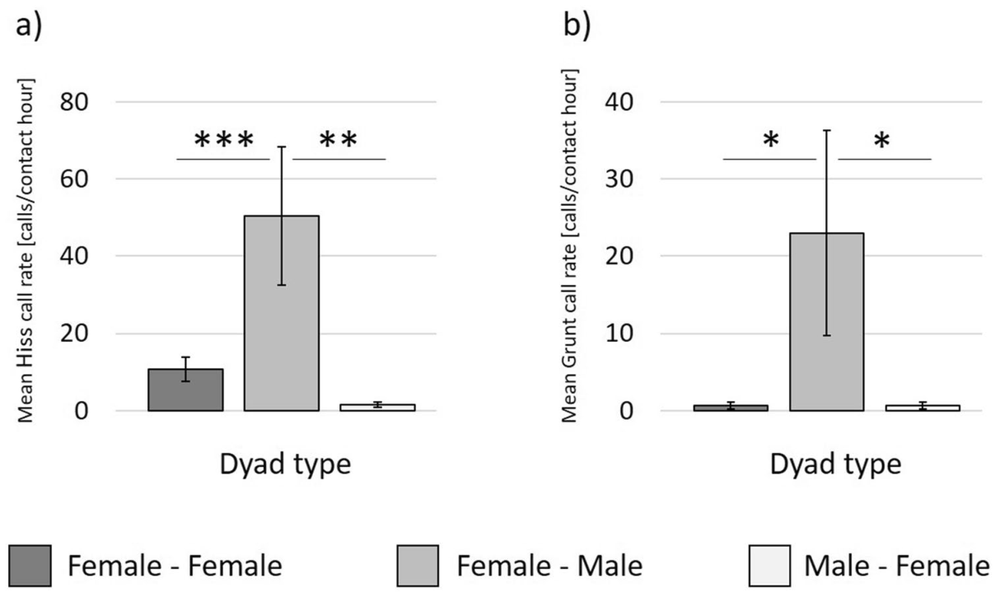 a)
Mean Hiss call rate [calls/contact hour]
80
60
40
20
0
*** **
Dyad type
b)
Mean Grunt call rate [calls/contact hour]
40
30
20
10
0
* *
Dyad type
Female - Female
Female - Male
Male - Female